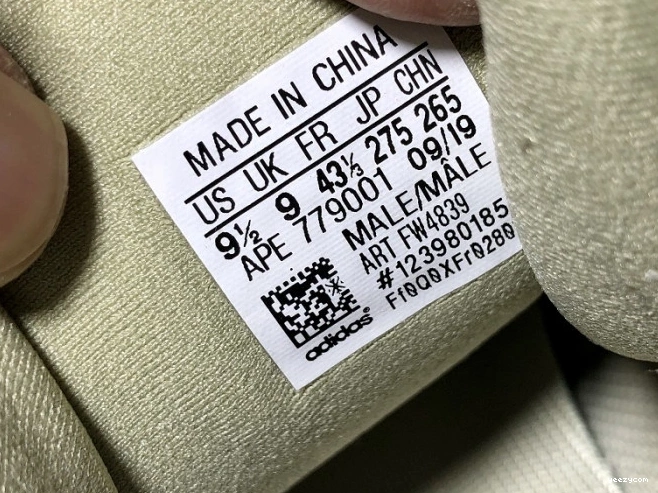 MADE IN CHINA
US UK FR JP CHN
9½ 9 43⅓ 275 265
APE 779001 09/19
MALE/MÂLE
ART FW4839
#123980185
Ff0Q0XFr0280
adidas®